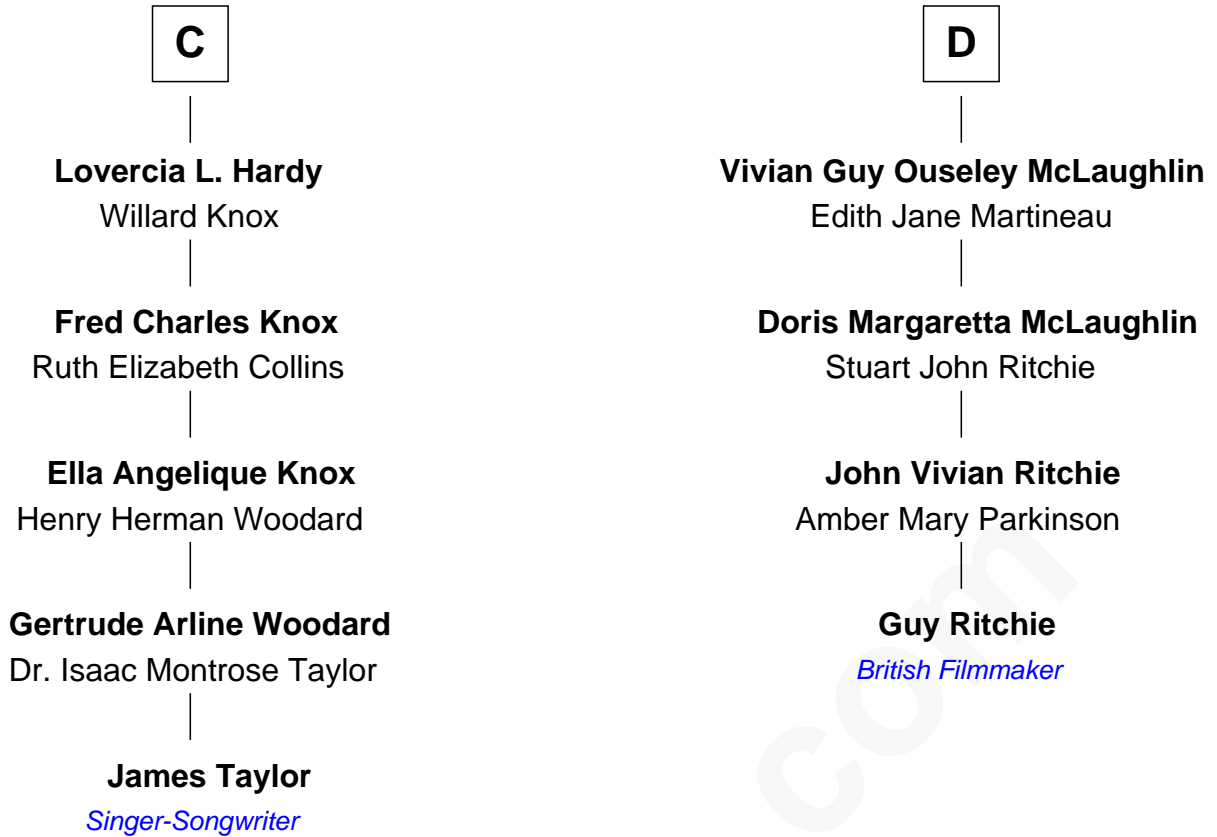 C
Lovercia L. Hardy
Willard Knox
Fred Charles Knox
Ruth Elizabeth Collins
Ella Angelique Knox
Henry Herman Woodard
Gertrude Arline Woodard
Dr. Isaac Montrose Taylor
James Taylor
Singer-Songwriter
D
Vivian Guy Ouseley McLaughlin
Edith Jane Martineau
Doris Margaretta McLaughlin
Stuart John Ritchie
John Vivian Ritchie
Amber Mary Parkinson
Guy Ritchie
British Filmmaker
com